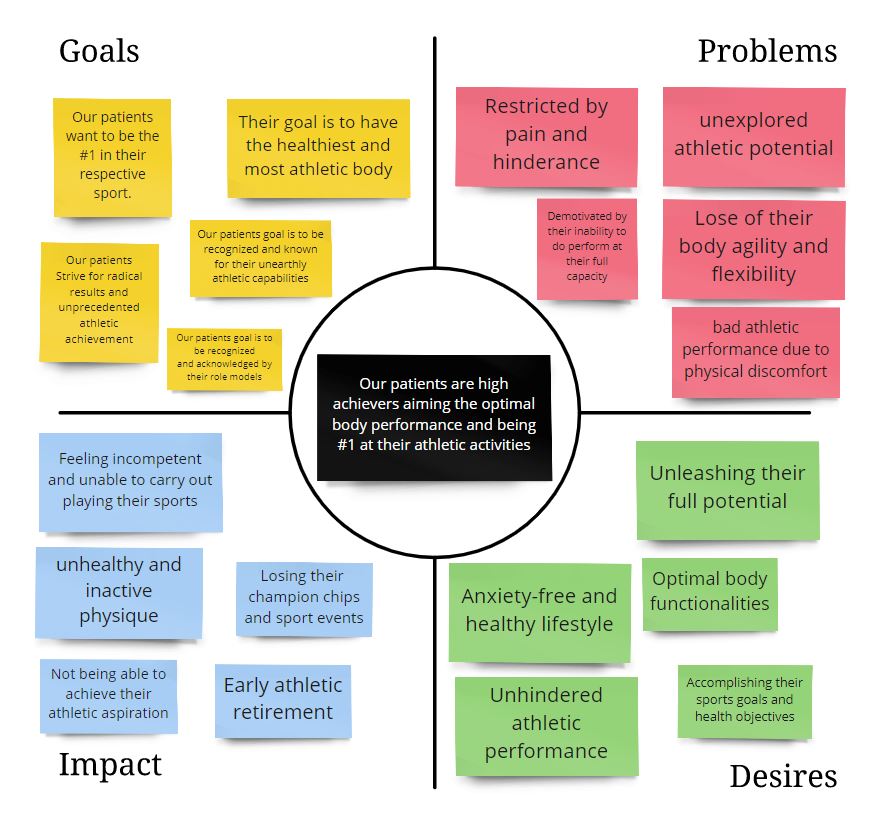 Goals
Our patients
want to be the
#1 in their
respective
sport.
Their goal is to have
the healthiest and
most athletic body
Our patients goal is to be
recognized and known
for their unearthly
athletic capabilities
Our patients
Strive for radical
results and
unprecedented
athletic
achievement
Our patients goal is to
be recognized
and acknowledged by
their role models
Problems
Restricted by
pain and
hinderance
unexplored
athletic potential
Demotivated by
their inability to
do perform at
their full
capacity
Lose of their
body agility and
flexibility
bad athletic
performance due to
physical discomfort
Our patients are high
achievers aiming the optimal
body performance and being
#1 at their athletic activities
Feeling incompetent
and unable to carry out
playing their sports
unhealthy and
inactive
physique
Losing their
champion chips
and sport events
Not being able to
achieve their
athletic aspiration
Early athletic
retirement
Impact
Unleashing their
full potential
Anxiety-free and
healthy lifestyle
Optimal body
functionalities
Unhindered
athletic
performance
Accomplishing their
sports goals and
health objectives
Desires